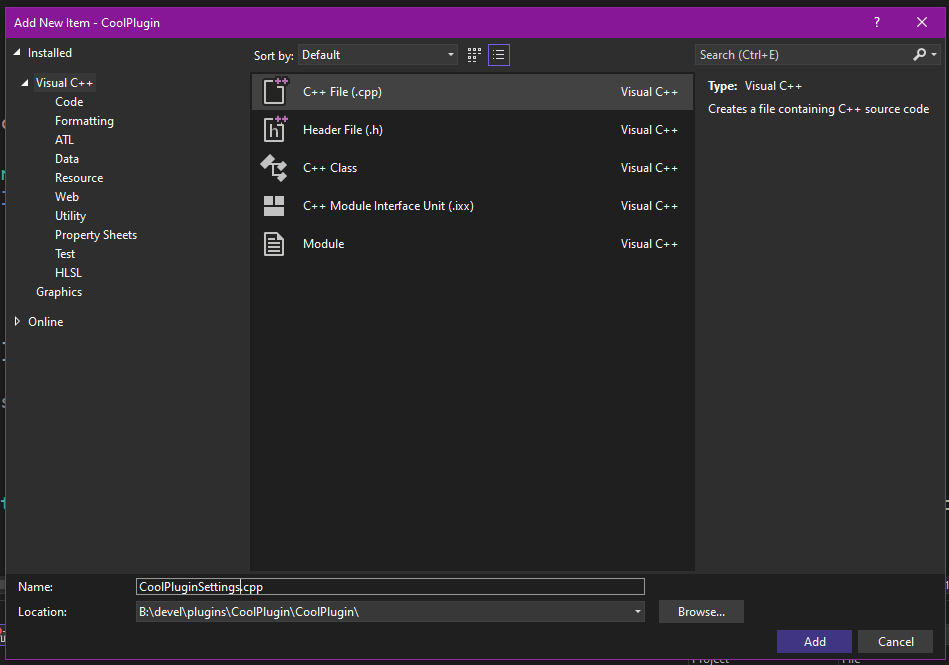 Add New Item - CoolPlugin
?
Installed
Visual C++
Code
Formatting
ATL
Data
Resource
Web
Utility
Property Sheets
Test
HLSL
Graphics
Online
Sort by: Default
C++ File (.cpp) Visual C++
Header File (.h) Visual C++
C++ Class Visual C++
C++ Module Interface Unit (.ixx) Visual C++
Module Visual C++
Search (Ctrl+E)
Type: Visual C++
Creates a file containing C++ source code
Name: CoolPluginSettings.cpp
Location: B:\devel\plugins\CoolPlugin\CoolPlugin\
Browse...
Add Cancel